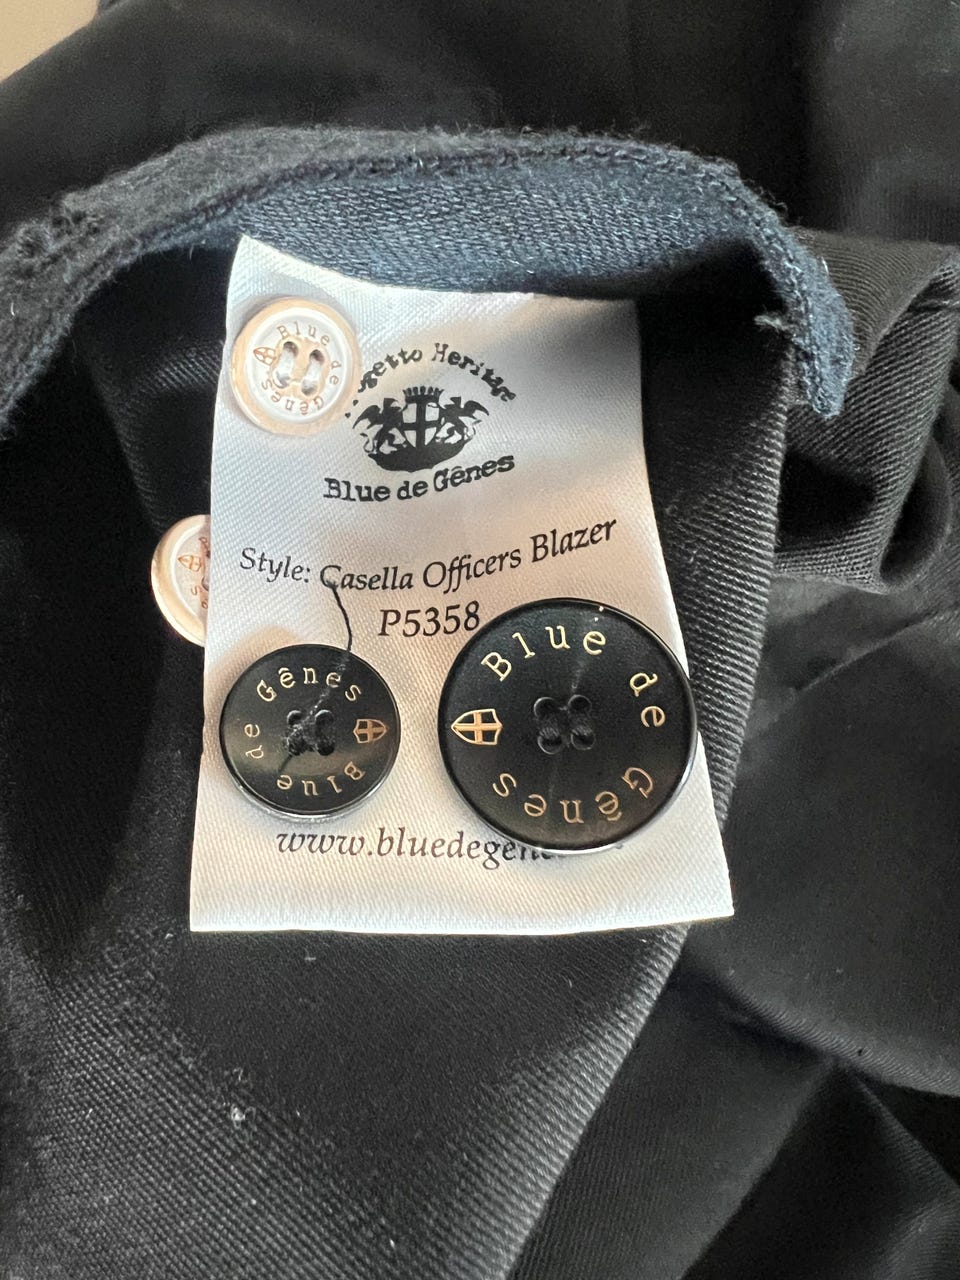 Blue de Gênes
Heritage
Blue de Gênes
Style: Casella Officers Blazer
P5358
Blue de Gênes
Blue de Gênes